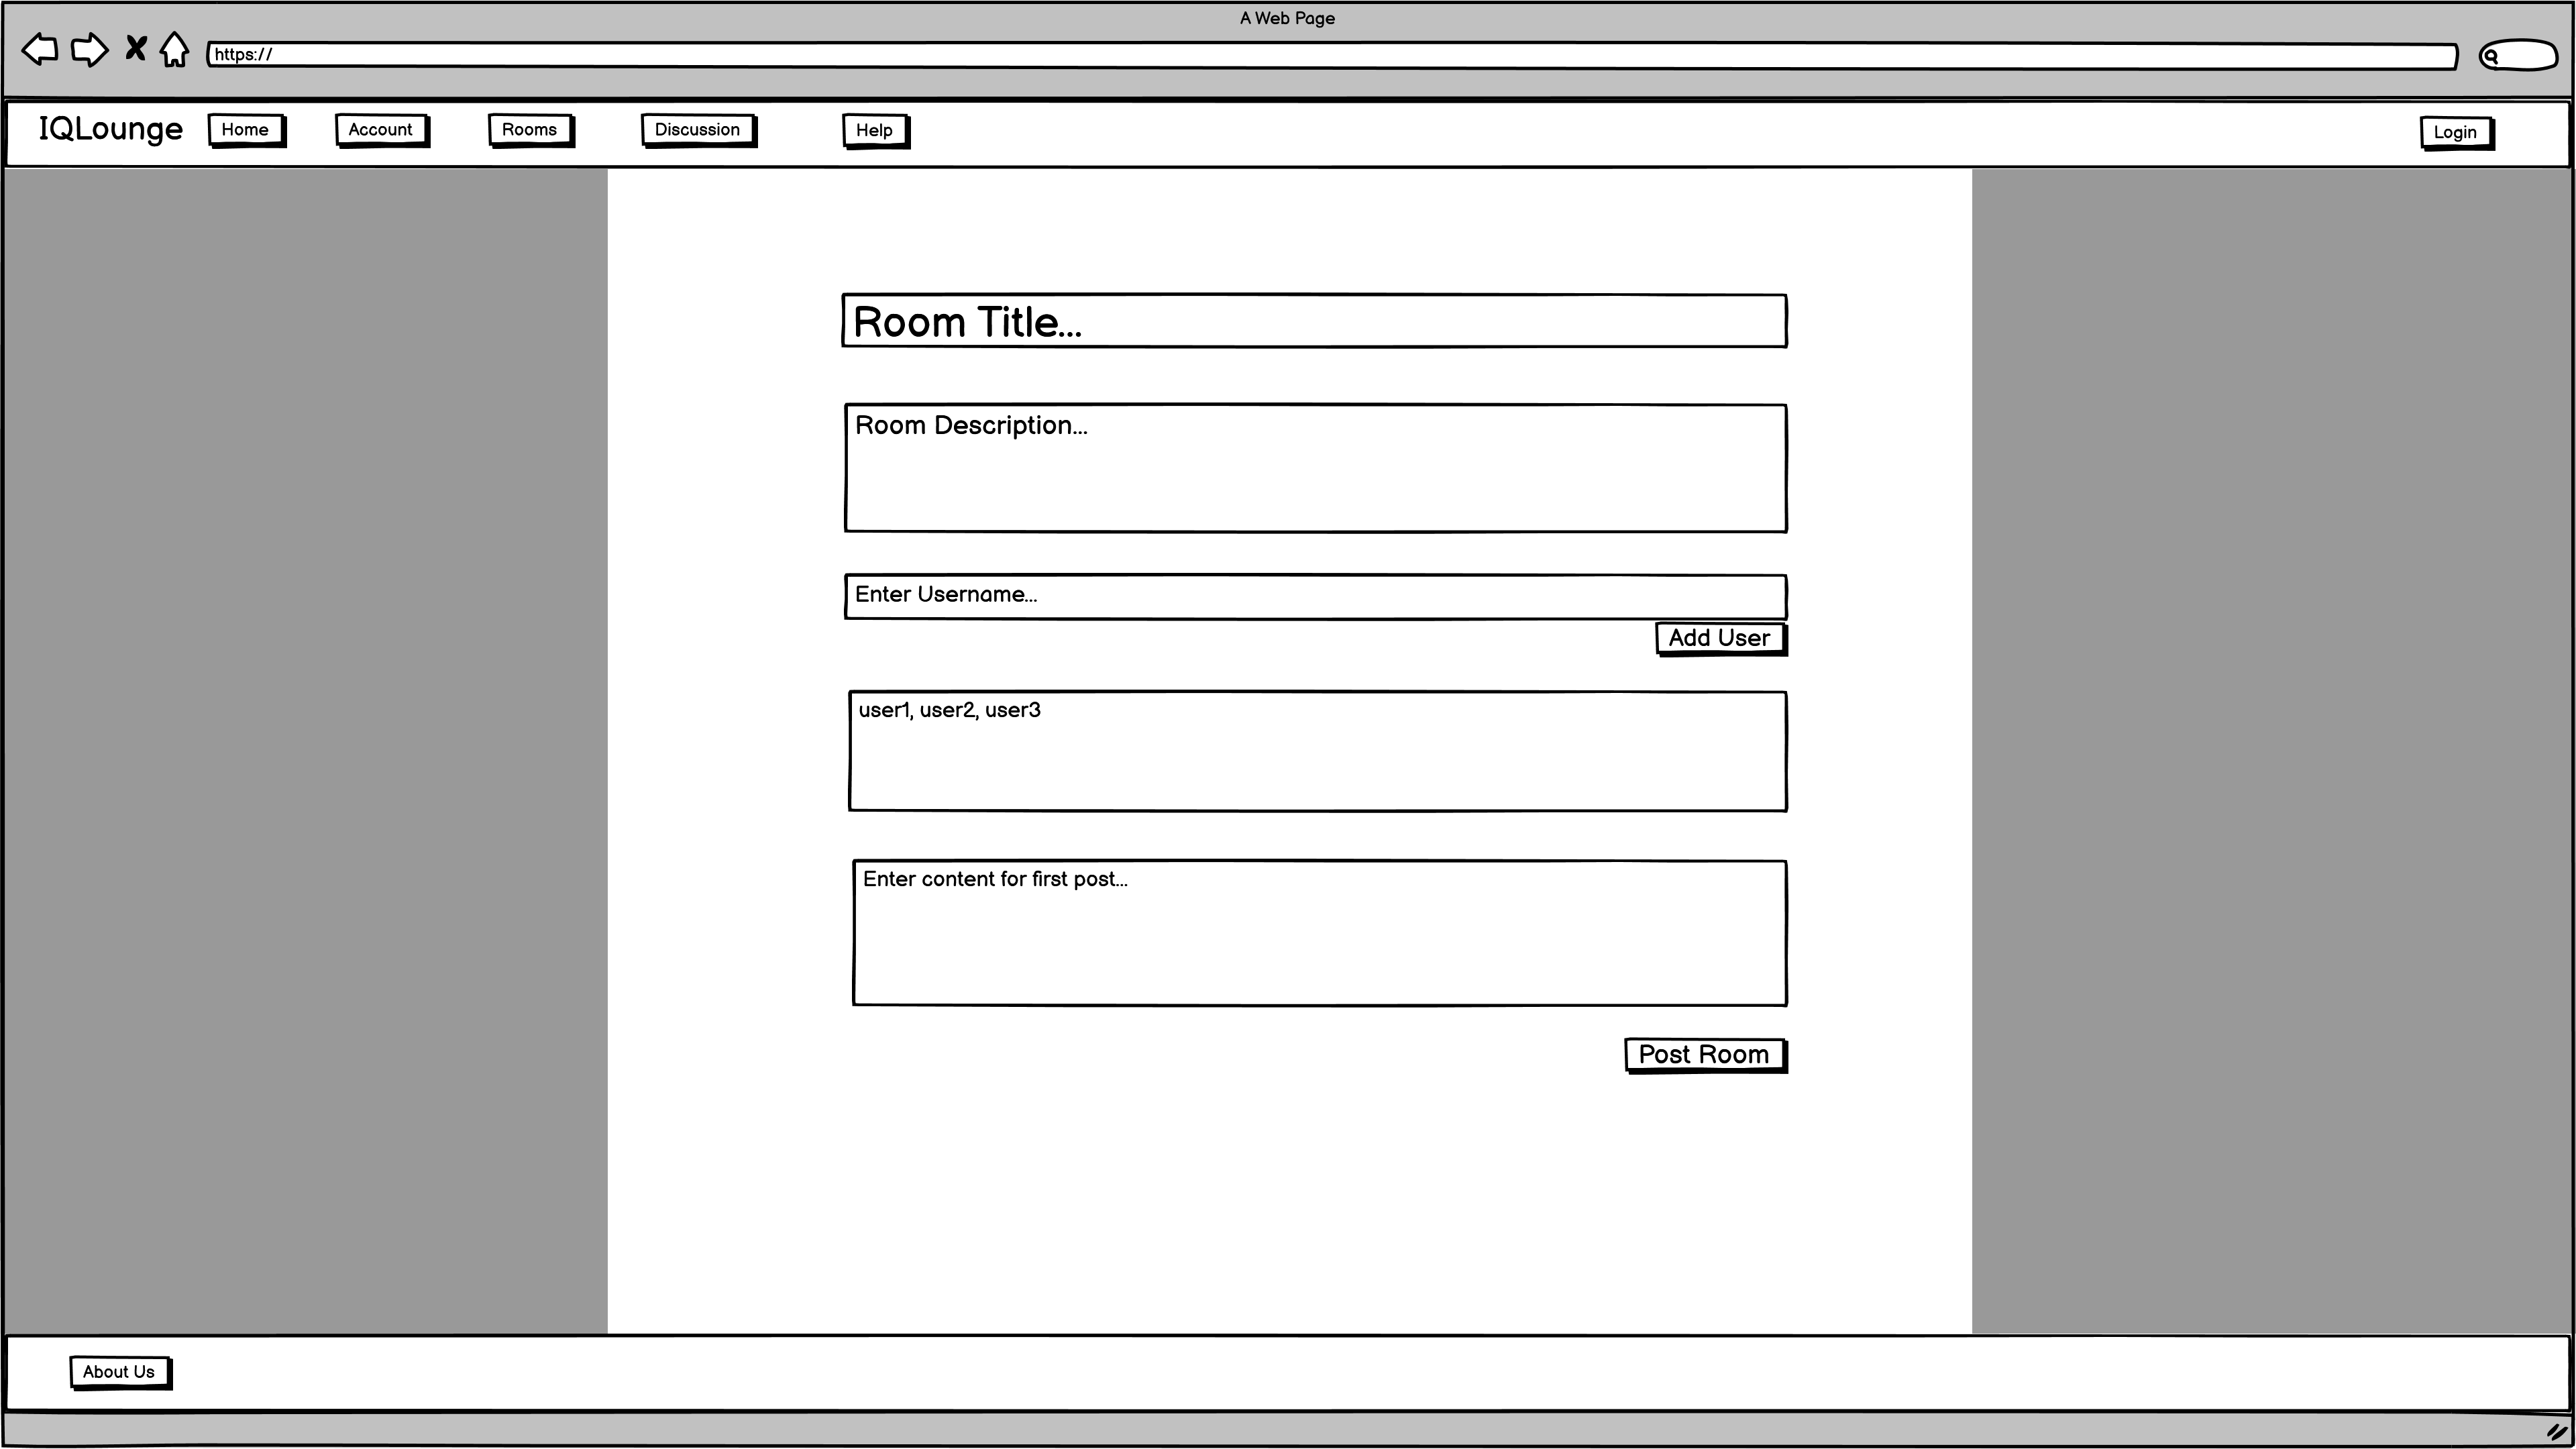 A Web Page
https://
IQLounge Home Account Rooms Discussion Help Login
Room Title...
Room Description...
Enter Username...
Add User
user1, user2, user3
Enter content for first post...
Post Room
About Us